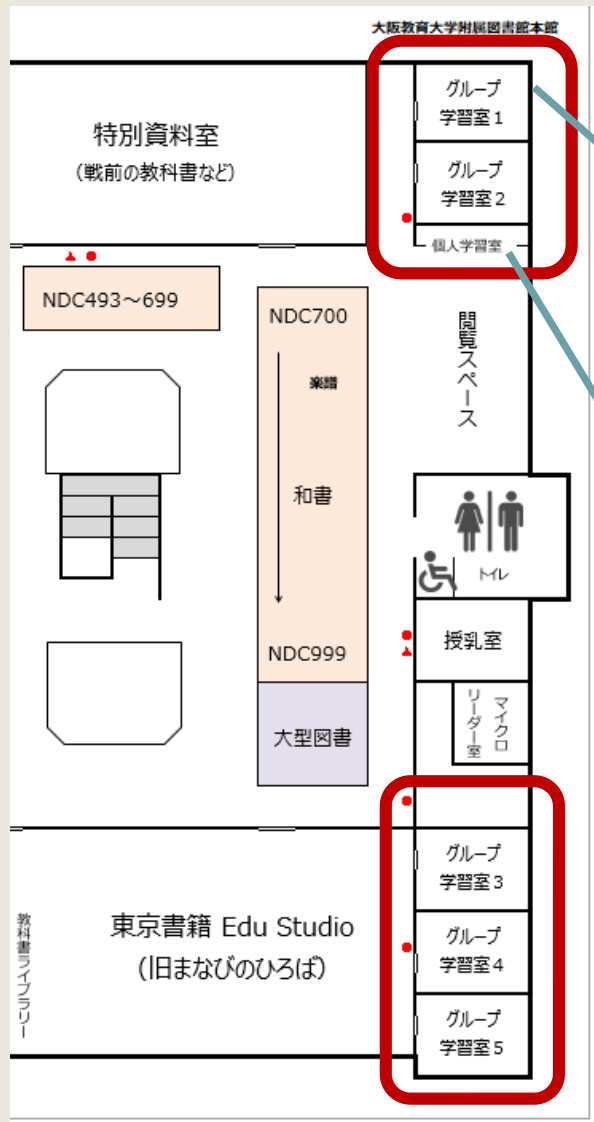 大阪教育大学附属図書館本館
グループ
学習室1
特別資料室
(戦前の教科書など)
グループ
学習室2
個人学習室
NDC493～699
NDC700
楽譜
和書
NDC999
大型図書
閲覧スペース
トイレ
授乳室
マイクロ
リーダー室
グループ
学習室3
東京書籍 Edu Studio
(旧まなびのひろば)
教科書ライブラリー
グループ
学習室4
グループ
学習室5